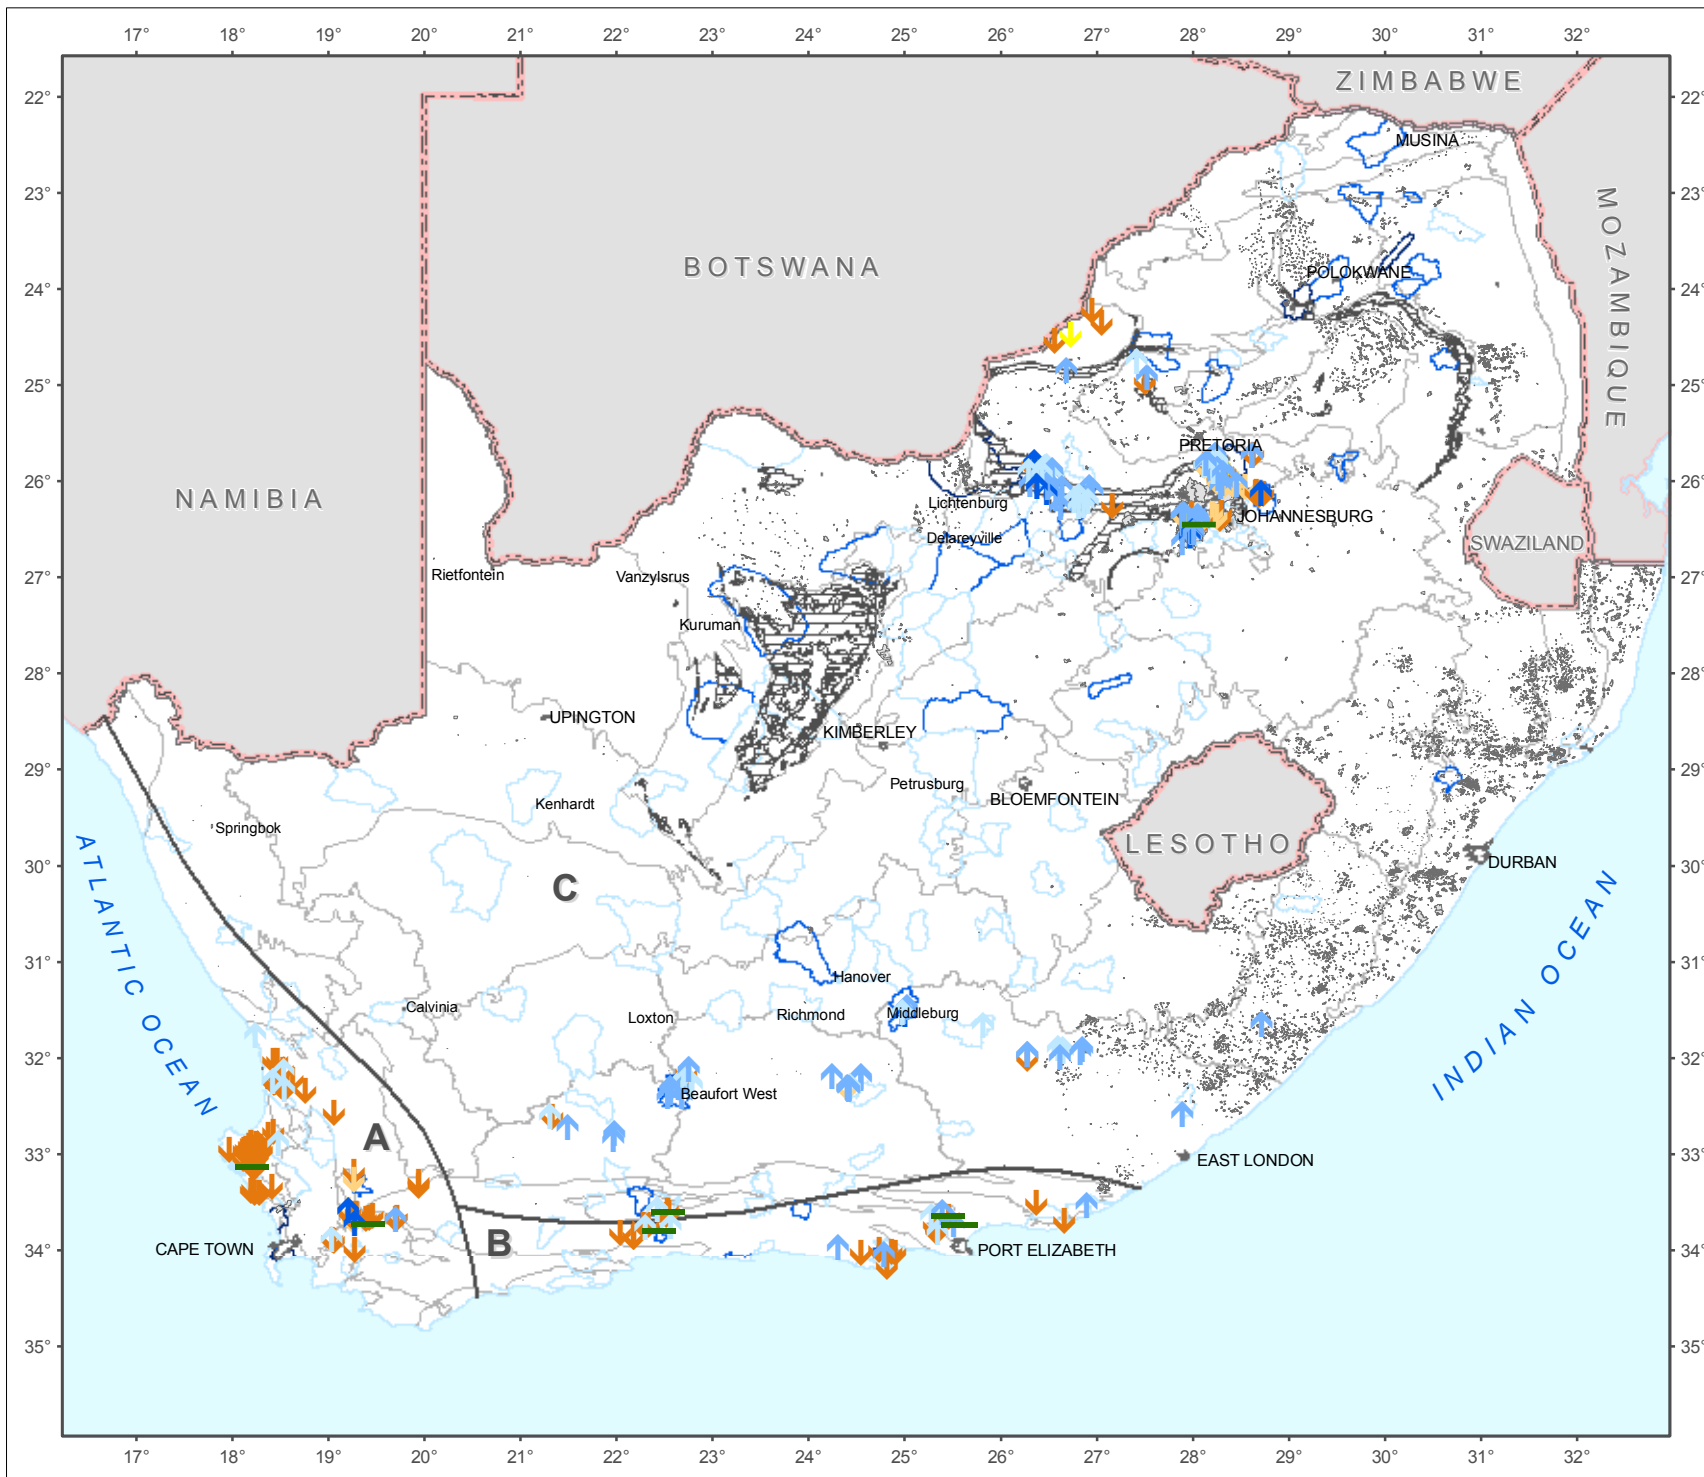 17° 18° 19° 20° 21° 22° 23° 24° 25° 26° 27° 28° 29° 30° 31° 32°
ZIMBABWE
22° 22°
MUSINA
23° 23°
MOZAMBIQUE
BOTSWANA
POLOKWANE
24° 24°
25° 25°
PRETORIA
26° 26°
NAMIBIA
Lichtenburg
JOHANNESBURG
Delareyville
SWAZILAND
27° 27°
Rietfontein
Vanzylsrus
Kuruman
28° 28°
UPINGTON
KIMBERLEY
29° 29°
Petrusburg
BLOEMFONTEIN
Kenhardt
Springbok
LESOTHO
30° 30°
DURBAN
C
ATLANTIC OCEAN
INDIAN OCEAN
31° 31°
Hanover
Calvinia
Loxton
Richmond
Middleburg
32° 32°
Beaufort West
A
33° 33°
EAST LONDON
B
34° 34°
CAPE TOWN
PORT ELIZABETH
35° 35°
17° 18° 19° 20° 21° 22° 23° 24° 25° 26° 27° 28° 29° 30° 31° 32°